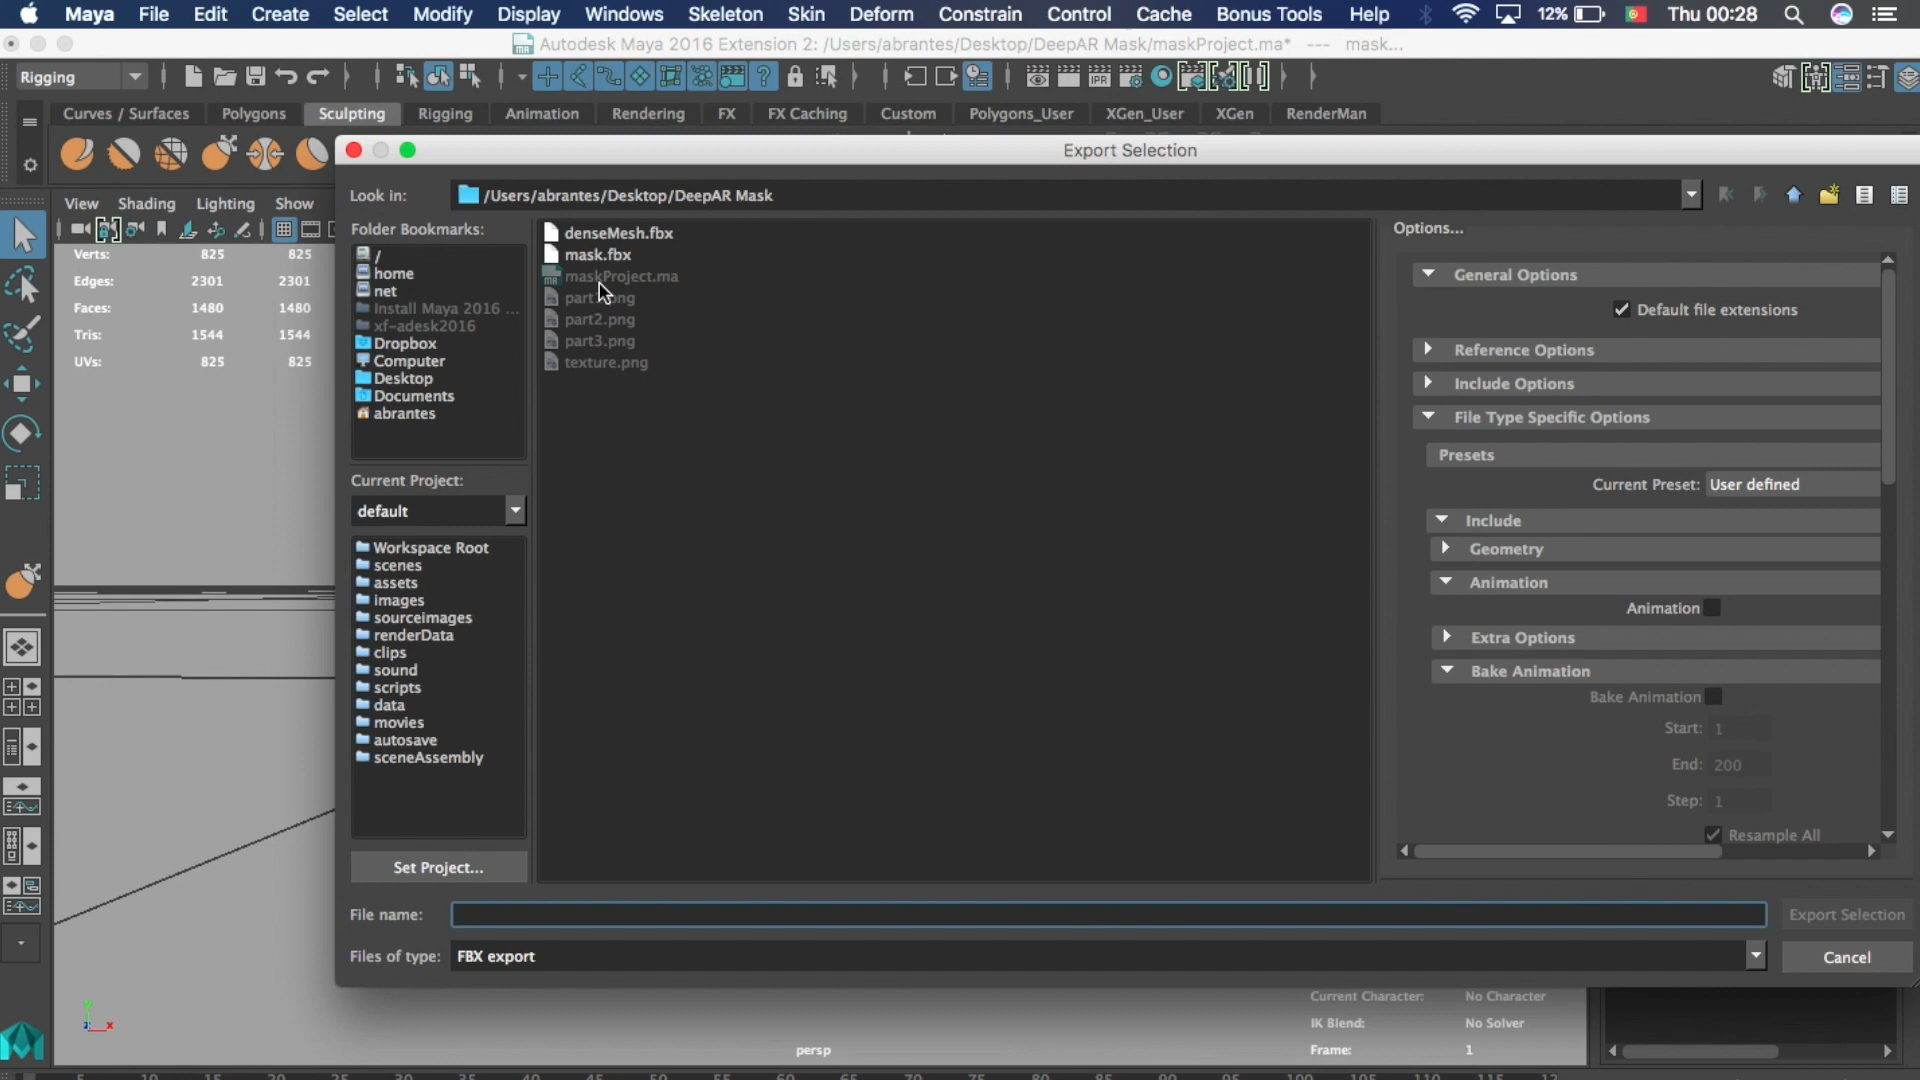 Maya File Edit Create Select Modify Display Windows Skeleton Skin Deform Constrain Control Cache Bonus Tools Help 12% Thu 00:28
Autodesk Maya 2016 Extension 2: /Users/abrantes/Desktop/DeepAR Mask/maskProject.ma* --- mask...
Rigging
IPR
Curves / Surfaces Polygons Sculpting Rigging Animation Rendering FX FX Caching Custom Polygons_User XGen_User XGen RenderMan
Export Selection
Look in: /Users/abrantes/Desktop/DeepAR Mask
View Shading Lighting Show
Verts: 825 825
Edges: 2301 2301
Faces: 1480 1480
Tris: 1544 1544
UVs: 825 825
Folder Bookmarks:
/
home
net
Install Maya 2016 ...
xf-adesk2016
Dropbox
Computer
Desktop
Documents
abrantes
Current Project:
default
Workspace Root
scenes
assets
images
sourceimages
renderData
clips
sound
scripts
data
movies
autosave
sceneAssembly
Set Project...
denseMesh.fbx
mask.fbx
maskProject.ma
part2.png
part3.png
texture.png
Options...
General Options
Default file extensions
Reference Options
Include Options
File Type Specific Options
Presets
Current Preset: User defined
Include
Geometry
Animation
Animation
Extra Options
Bake Animation
Bake Animation
Start: 1
End: 200
Step: 1
Resample All
File name:
Export Selection
Files of type: FBX export
Cancel
Current Character: No Character
IK Blend: No Solver
Frame: 1
persp